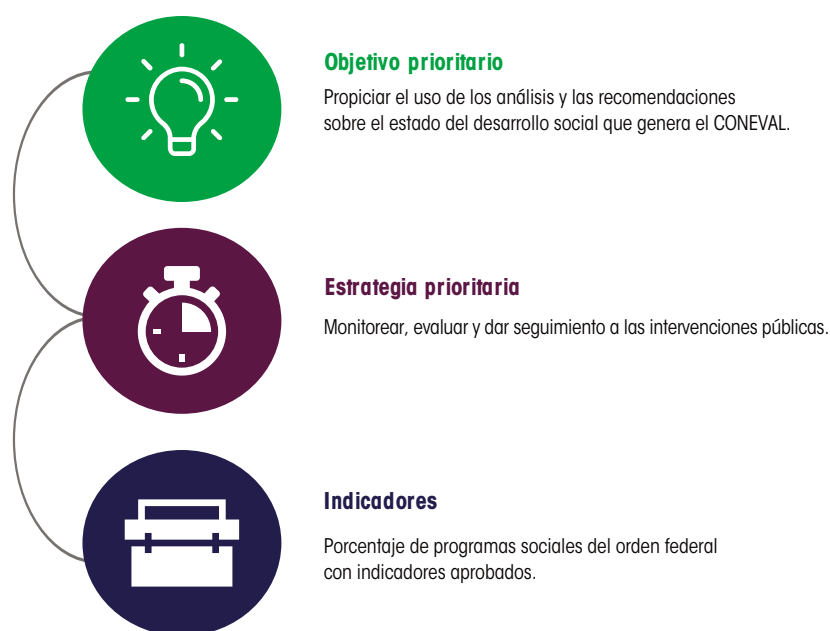 Objetivo prioritario
Propiciar el uso de los análisis y las recomendaciones
sobre el estado del desarrollo social que genera el CONEVAL.
Estrategia prioritaria
Monitorear, evaluar y dar seguimiento a las intervenciones públicas.
Indicadores
Porcentaje de programas sociales del orden federal
con indicadores aprobados.